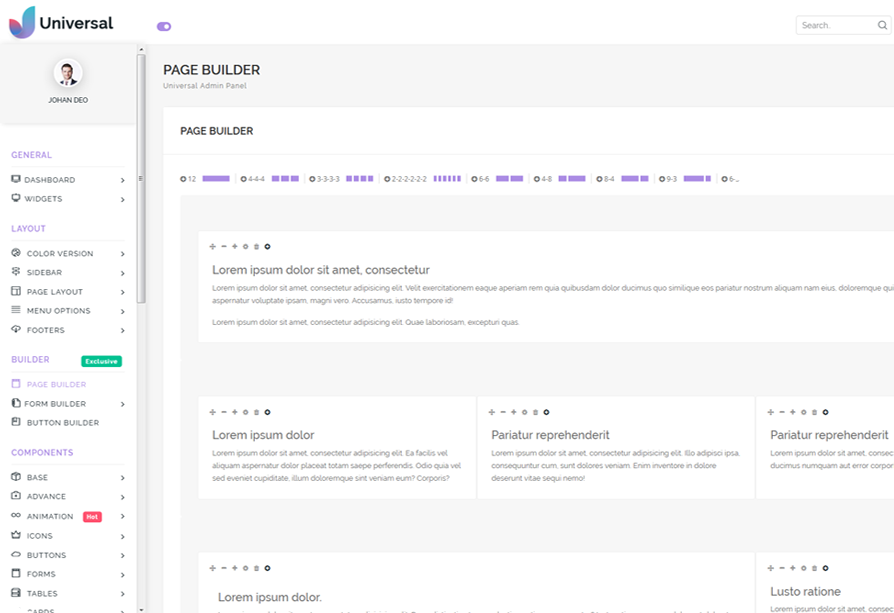 Universal
Search.
JOHAN DEO
PAGE BUILDER
Universal Admin Panel
PAGE BUILDER
12 4-4-4 3-3-3-3 2-2-2-2-2-2 6-6 4-8 8-4 9-3 6-...
GENERAL
DASHBOARD
WIDGETS
LAYOUT
COLOR VERSION
SIDEBAR
PAGE LAYOUT
MENU OPTIONS
FOOTERS
BUILDER Exclusive
PAGE BUILDER
FORM BUILDER
BUTTON BUILDER
COMPONENTS
BASE
ADVANCE
ANIMATION Hot
ICONS
BUTTONS
FORMS
TABLES
CARDS
Lorem ipsum dolor sit amet, consectetur
Lorem ipsum dolor sit amet, consectetur adipisicing elit. Velit exercitationem eaque aperiam rem quia quibusdam dolor ducimus quo similique eos pariatur nostrum aliquam nam eius, doloremque qui
aspernatur voluptate ipsam, magni vero. Accusamus, iusto tempore id!
Lorem ipsum dolor sit amet, consectetur adipisicing elit. Quae laboriosam, excepturi quas.
Lorem ipsum dolor
Lorem ipsum dolor sit amet, consectetur adipisicing elit. Ea facilis vel
aliquam aspernatur dolor placeat totam saepe perferendis. Odio quia vel
sed eveniet cupiditate, illum doloremque sint veniam eum? Corporis?
Pariatur reprehenderit
Lorem ipsum dolor sit amet, consectetur adipisicing elit. Illo adipisci ipsa,
consequuntur cum, sunt dolores veniam. Enim inventore in dolore
deserunt vitae sequi nemo!
Pariatur reprehenderit
Lorem ipsum dolor sit amet, consec
ducimus numquam aut error corpor
Lorem ipsum dolor.
Lusto ratione
Lorem ipsum dolor sit amet, consec